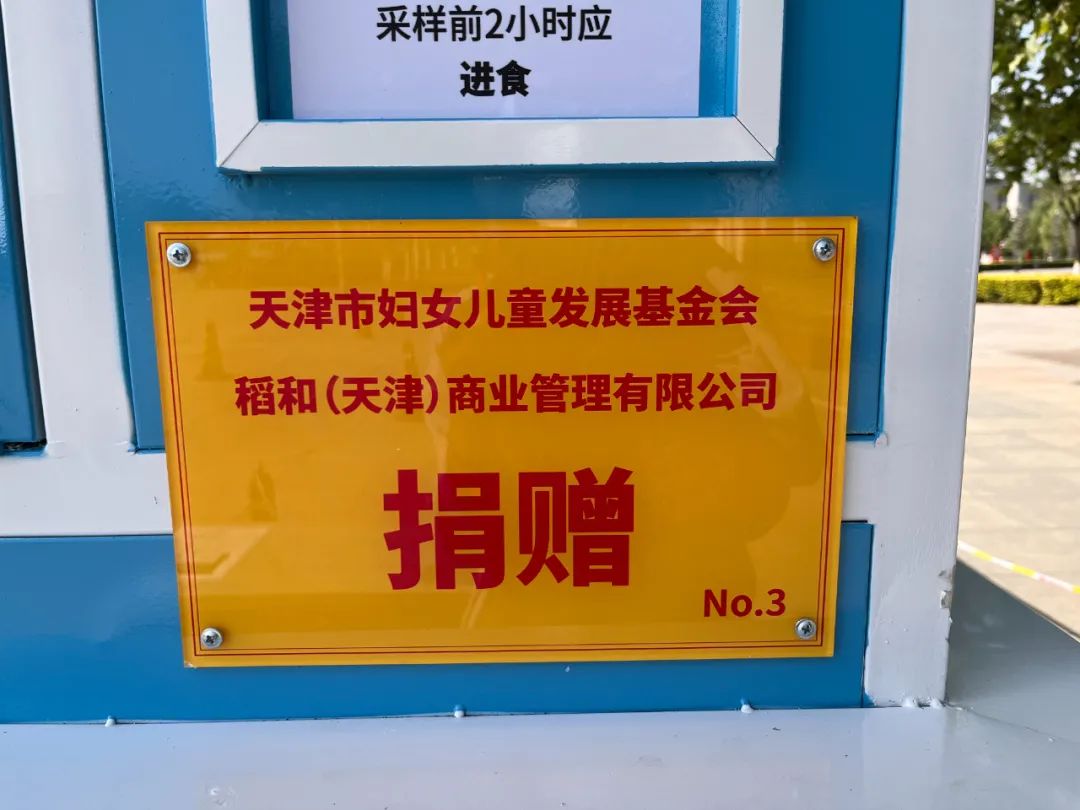 采样前2小时应
进食
天津市妇女儿童发展基金会
稻和(天津)商业管理有限公司
捐赠
No.3